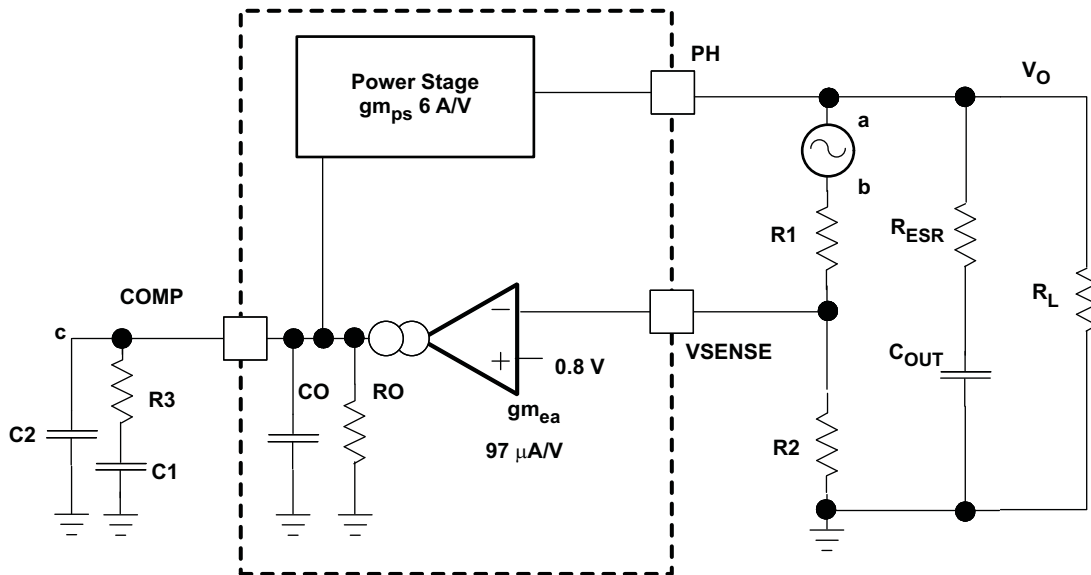 PH
Power Stage
gm_ps 6 A/V
V_O
a
b
R1
R_ESR
R_L
COMP
c
VSENSE
−
+
0.8 V
C_OUT
R3
CO
RO
gm_ea
97 μA/V
R2
C2
C1